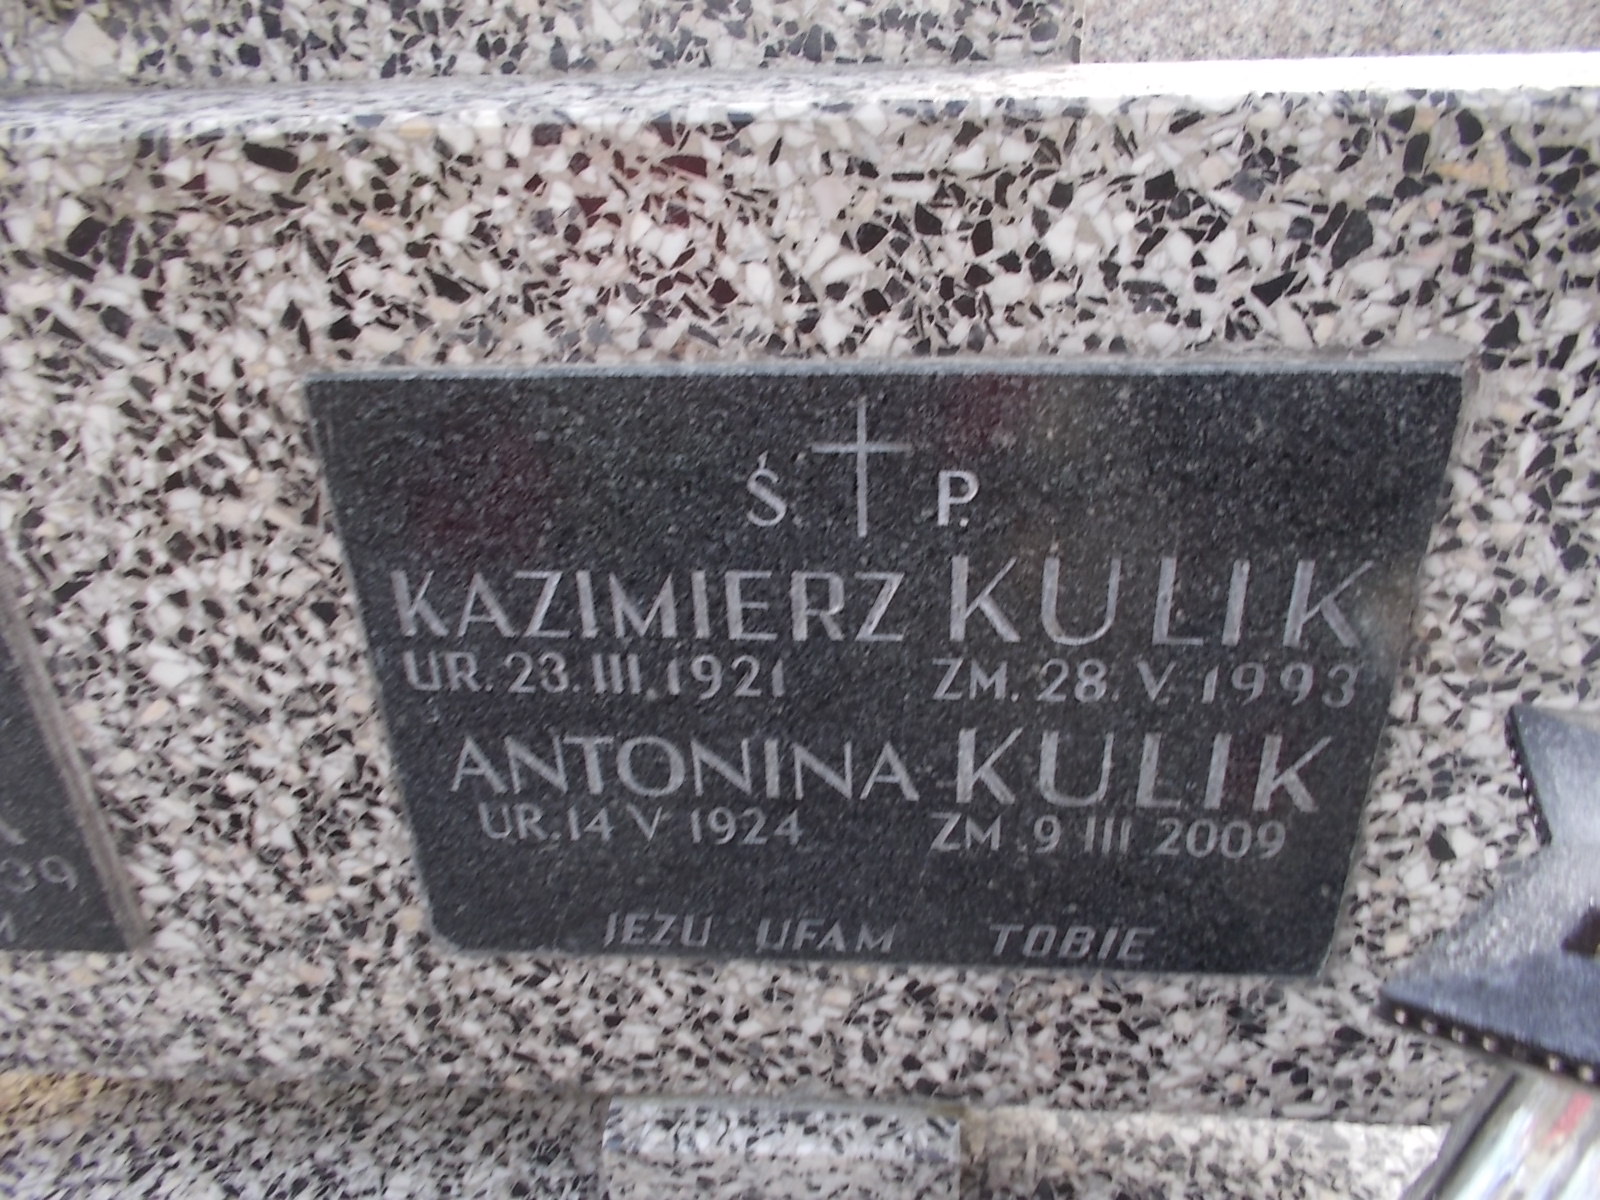 Ś. P.
KAZIMIERZ KULIK
UR. 23. III. 1921 ZM. 28. V. 1993
ANTONINA KULIK
UR. 14 V 1924 ZM. 9 III 2009
JEZU UFAM TOBIE
39